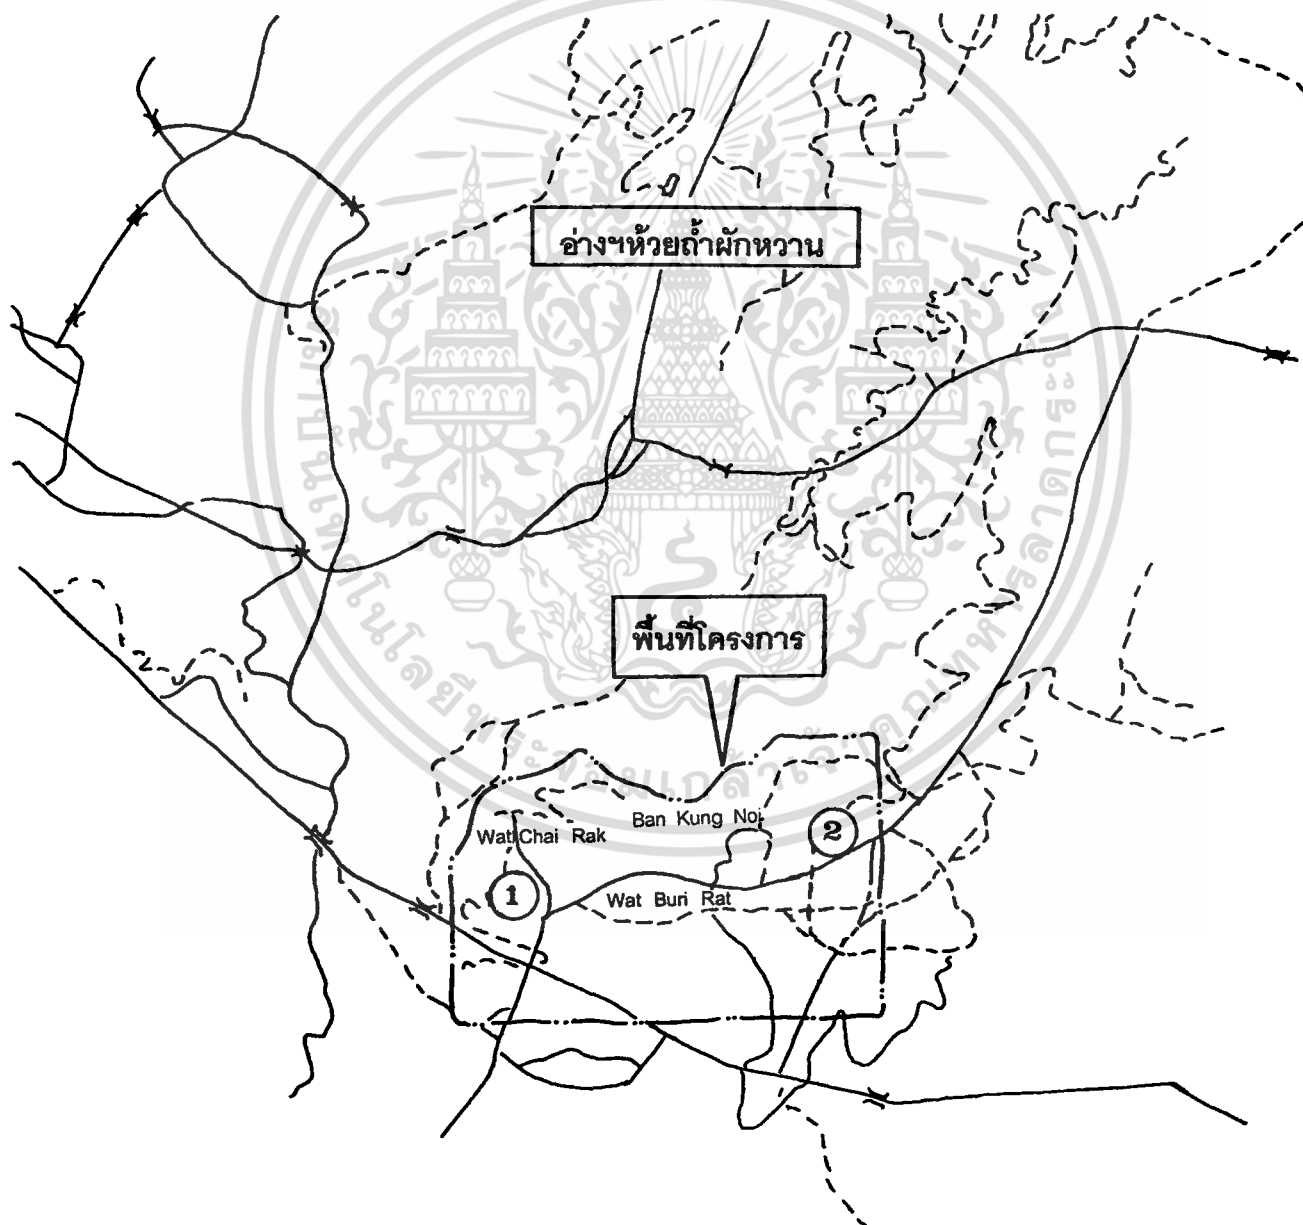 อ่างฯห้วยถ้ำผักหวาน
พื้นที่โครงการ
Ban Kung Noi
2
Wat Chai Rak
1
Wat Buri Rat